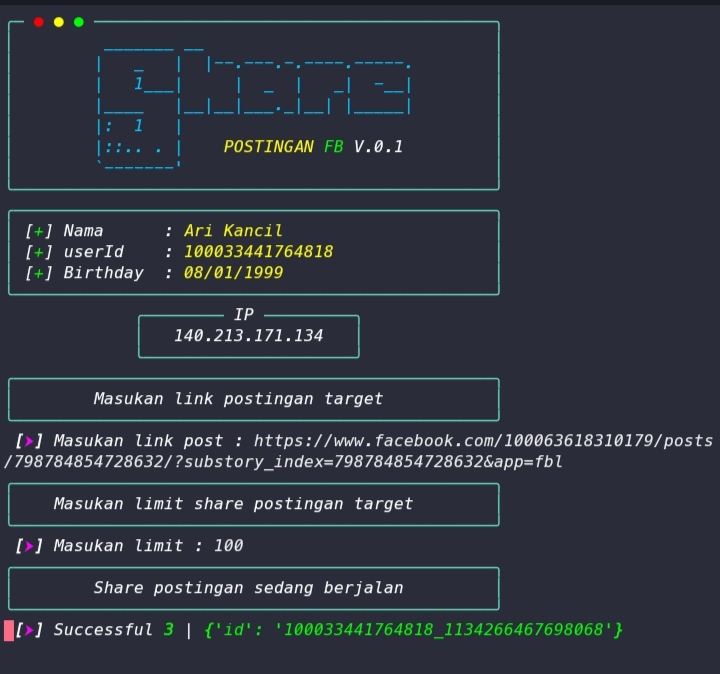 Share
POSTINGAN FB V.0.1
[+] Nama : Ari Kancil
[+] userId : 100033441764818
[+] Birthday : 08/01/1999
IP
140.213.171.134
Masukan link postingan target
[>] Masukan link post : https://www.facebook.com/100063618310179/posts
/798784854728632/?substory_index=798784854728632&app=fbl
Masukan limit share postingan target
[>] Masukan limit : 100
Share postingan sedang berjalan
[>] Successful 3 | {'id': '100033441764818_1134266467698068'}